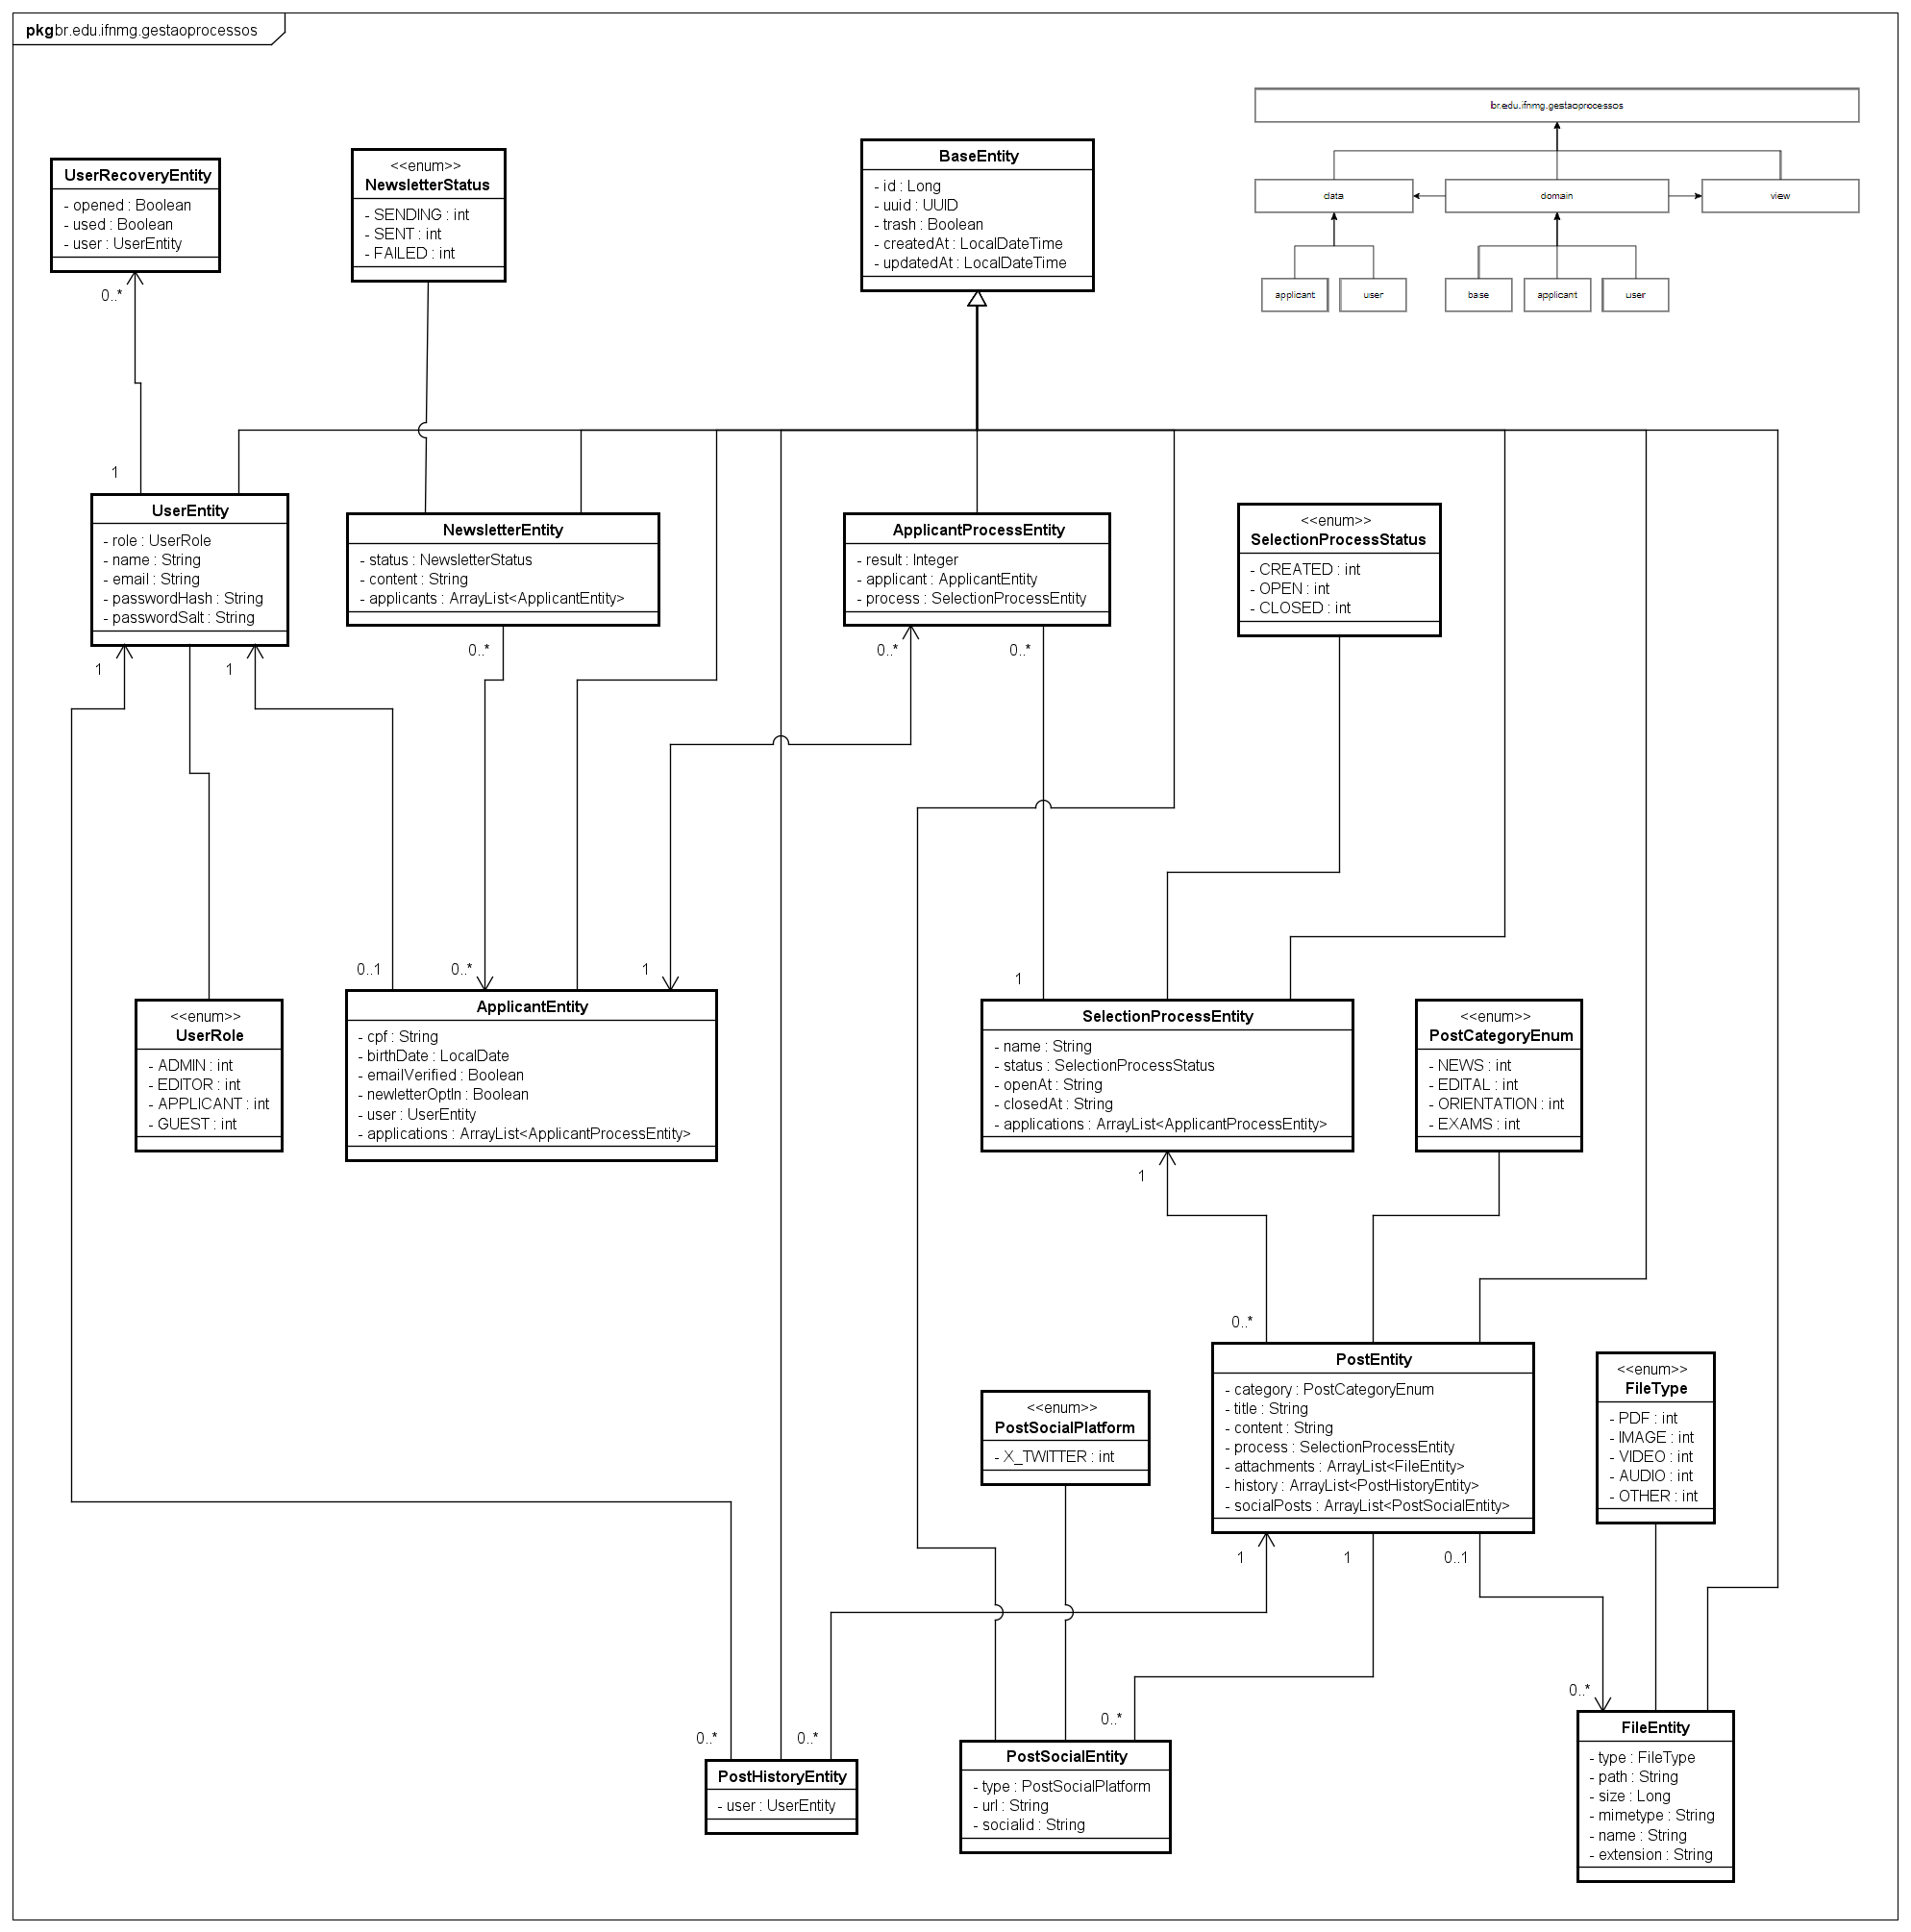 pkg br.edu.ifnmg.gestaoprocessos
br.edu.ifnmg.gestaoprocessos
data
domain
view
applicant
user
base
applicant
user
UserRecoveryEntity
- opened : Boolean
- used : Boolean
- user : UserEntity
0..*
1
<<enum>>
NewsletterStatus
- SENDING : int
- SENT : int
- FAILED : int
BaseEntity
- id : Long
- uuid : UUID
- trash : Boolean
- createdAt : LocalDateTime
- updatedAt : LocalDateTime
UserEntity
- role : UserRole
- name : String
- email : String
- passwordHash : String
- passwordSalt : String
1
1
NewsletterEntity
- status : NewsletterStatus
- content : String
- applicants : ArrayList<ApplicantEntity>
0..*
ApplicantProcessEntity
- result : Integer
- applicant : ApplicantEntity
- process : SelectionProcessEntity
0..*
0..*
<<enum>>
SelectionProcessStatus
- CREATED : int
- OPEN : int
- CLOSED : int
0..1
0..*
1
1
<<enum>>
UserRole
- ADMIN : int
- EDITOR : int
- APPLICANT : int
- GUEST : int
ApplicantEntity
- cpf : String
- birthDate : LocalDate
- emailVerified : Boolean
- newletterOptIn : Boolean
- user : UserEntity
- applications : ArrayList<ApplicantProcessEntity>
SelectionProcessEntity
- name : String
- status : SelectionProcessStatus
- openAt : String
- closedAt : String
- applications : ArrayList<ApplicantProcessEntity>
1
<<enum>>
PostCategoryEnum
- NEWS : int
- EDITAL : int
- ORIENTATION : int
- EXAMS : int
0..*
PostEntity
- category : PostCategoryEnum
- title : String
- content : String
- process : SelectionProcessEntity
- attachments : ArrayList<FileEntity>
- history : ArrayList<PostHistoryEntity>
- socialPosts : ArrayList<PostSocialEntity>
1
1
0..1
<<enum>>
FileType
- PDF : int
- IMAGE : int
- VIDEO : int
- AUDIO : int
- OTHER : int
<<enum>>
PostSocialPlatform
- X_TWITTER : int
0..*
0..*
0..*
0..*
PostHistoryEntity
- user : UserEntity
PostSocialEntity
- type : PostSocialPlatform
- url : String
- socialid : String
FileEntity
- type : FileType
- path : String
- size : Long
- mimetype : String
- name : String
- extension : String